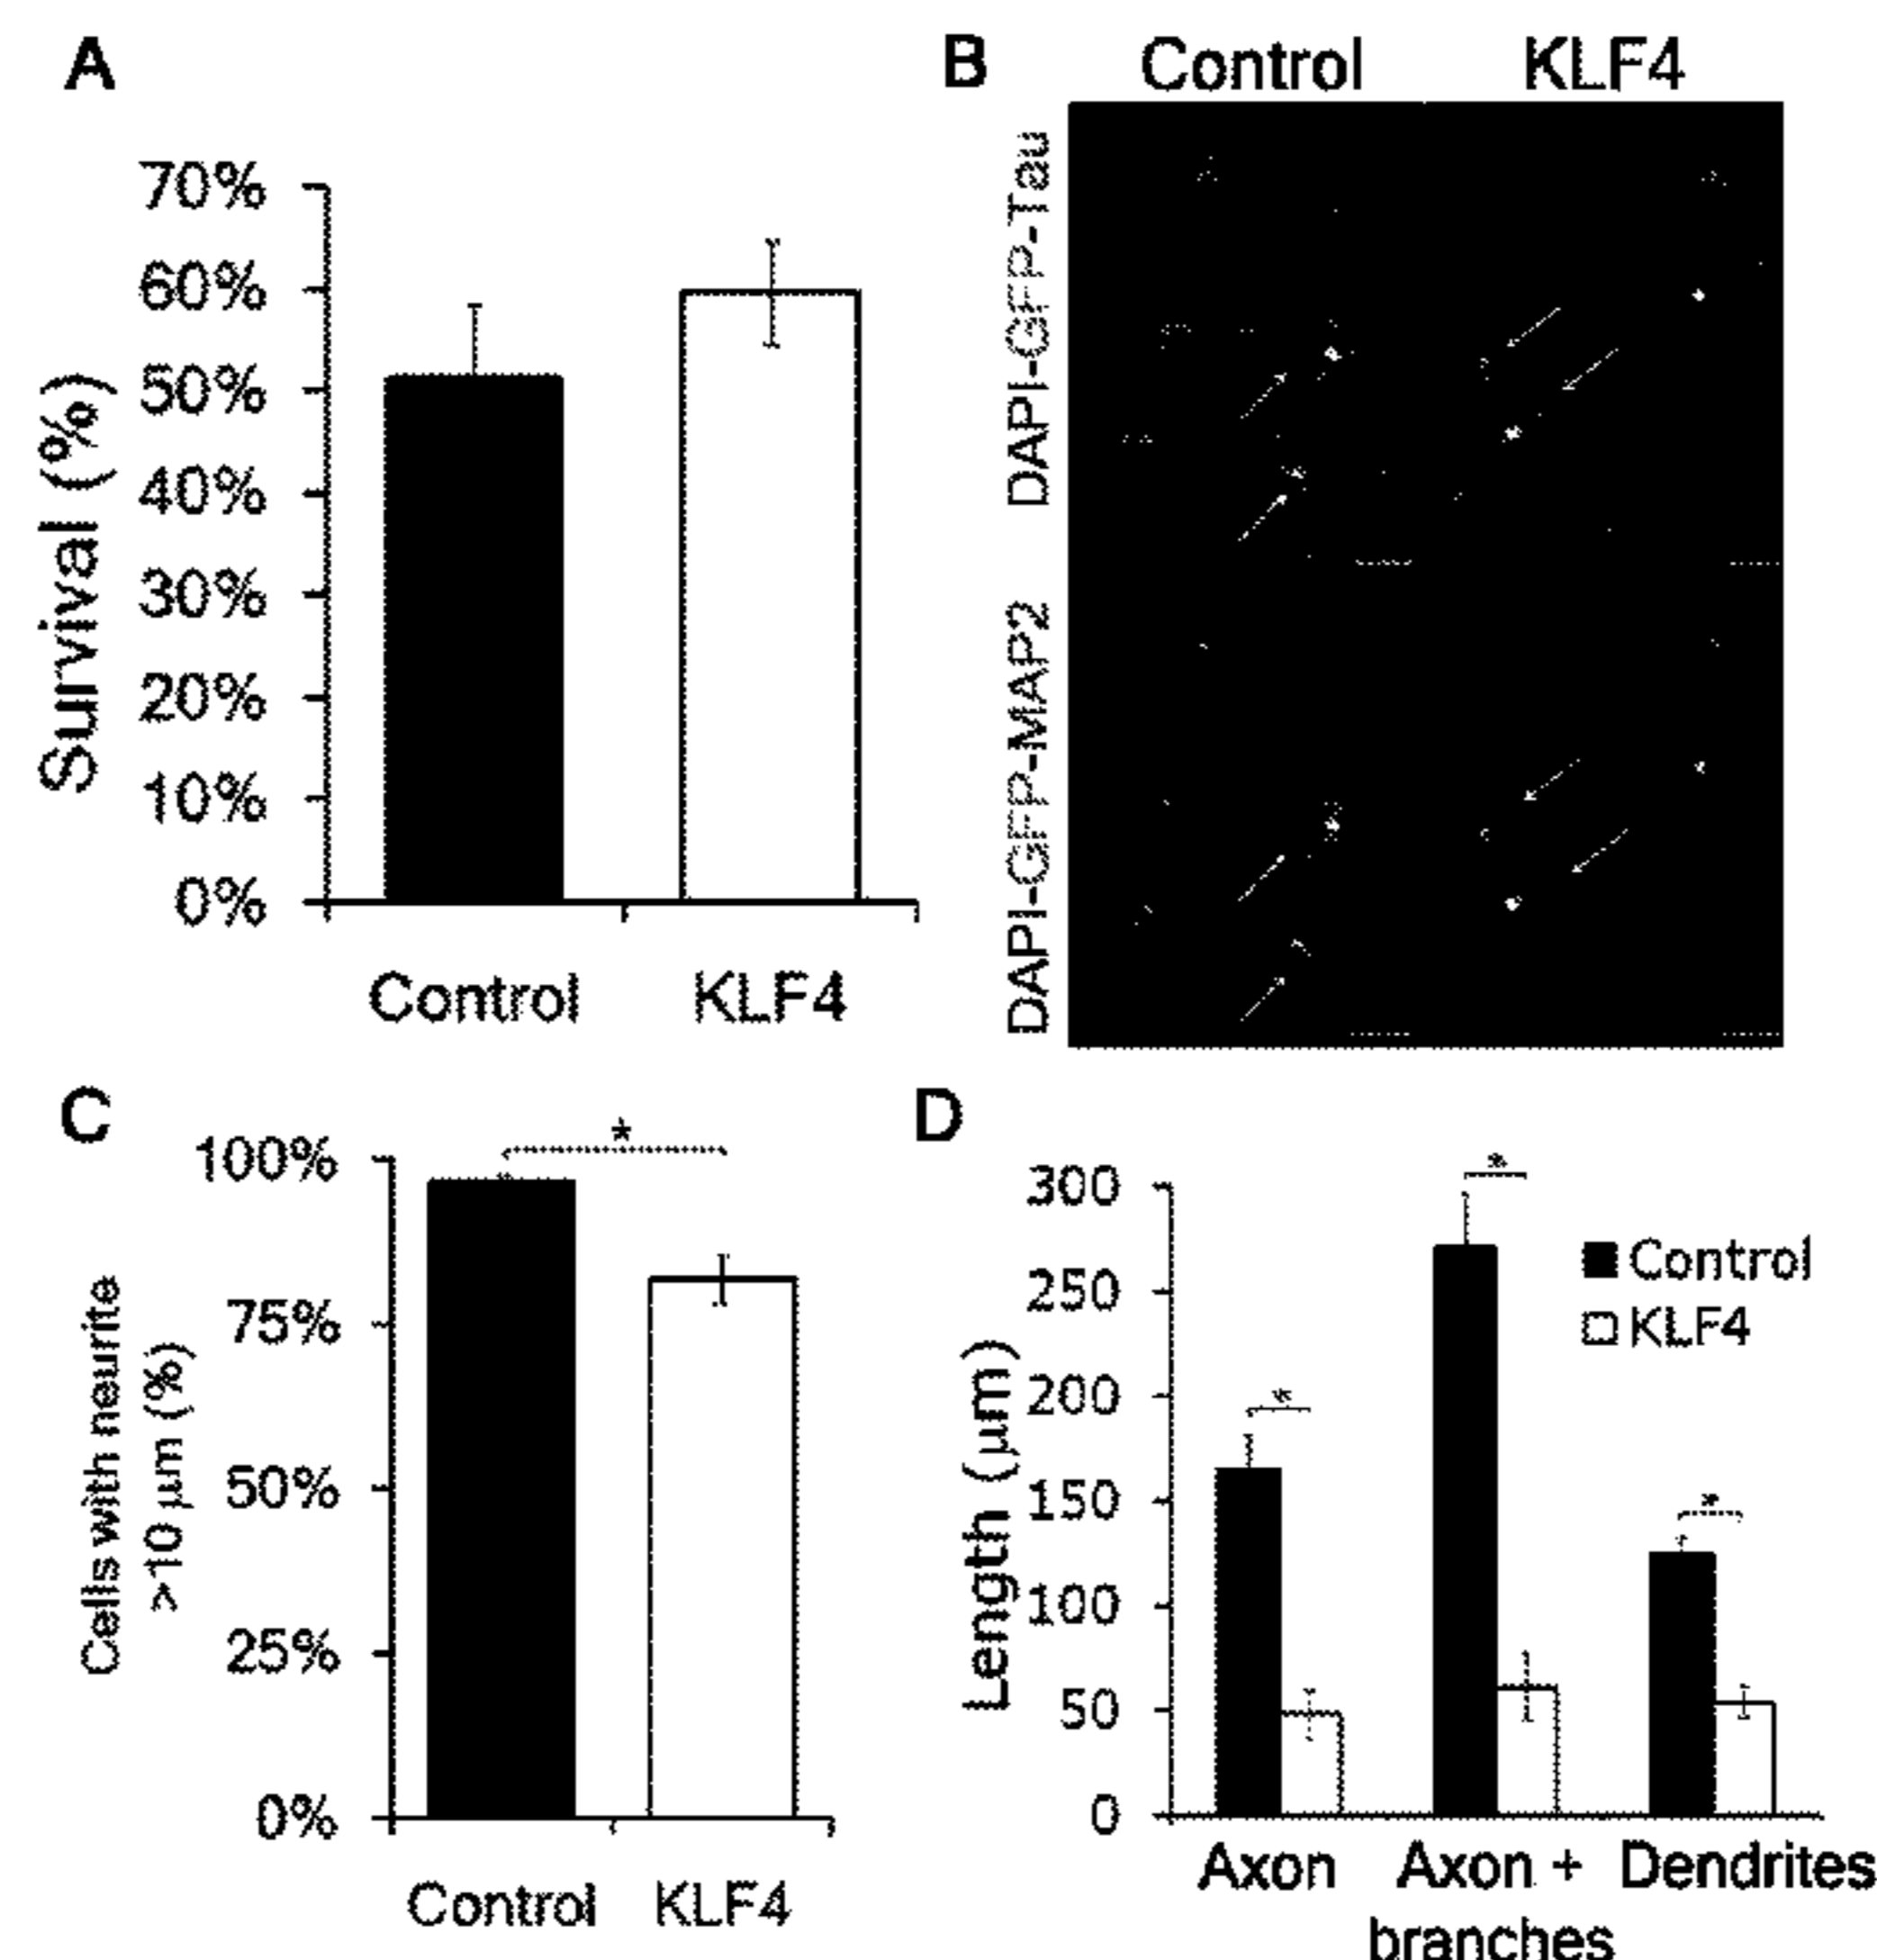 A
70%
60%
50%
40%
30%
20%
10%
0%
Survival (%)
Control KLF4
B
Control KLF4
DAPI-GFP-Tau
DAPI-GFP-MAP2
C
100%
75%
50%
25%
0%
Cells with neurite
>10 µm (%)
*
Control KLF4
D
300
250
200
150
100
50
0
Length (µm)
*
*
*
Control
KLF4
Axon Axon + Dendrites
branches